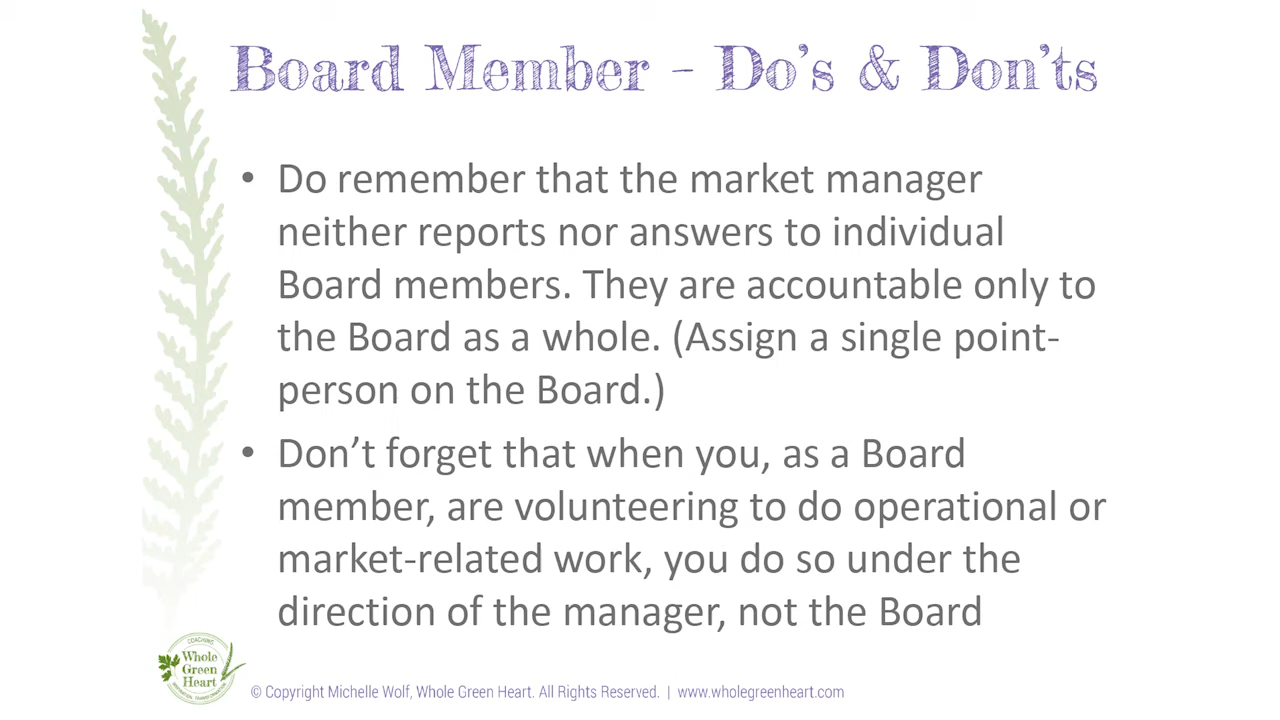 Board Member - Do's & Don'ts
• Do remember that the market manager
neither reports nor answers to individual
Board members. They are accountable only to
the Board as a whole. (Assign a single point-
person on the Board.)
• Don't forget that when you, as a Board
member, are volunteering to do operational or
market-related work, you do so under the
direction of the manager, not the Board
COACHING
Whole
Green
Heart
© Copyright Michelle Wolf, Whole Green Heart. All Rights Reserved. | www.wholegreenheart.com